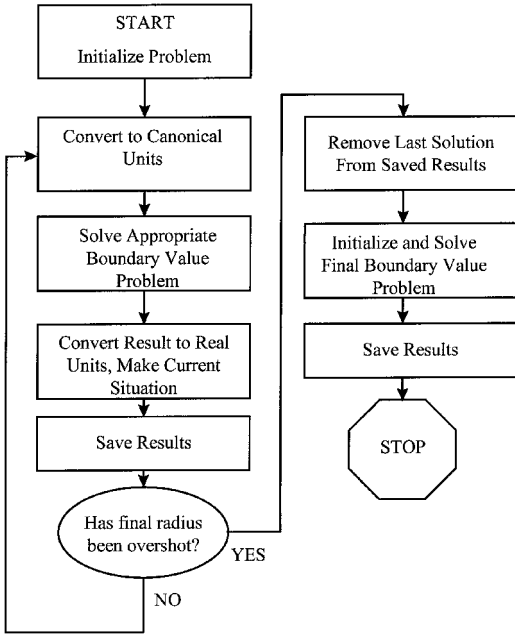 START
Initialize Problem
Convert to Canonical
Units
Solve Appropriate
Boundary Value
Problem
Convert Result to Real
Units, Make Current
Situation
Save Results
Has final radius
been overshot?
YES
NO
Remove Last Solution
From Saved Results
Initialize and Solve
Final Boundary Value
Problem
Save Results
STOP